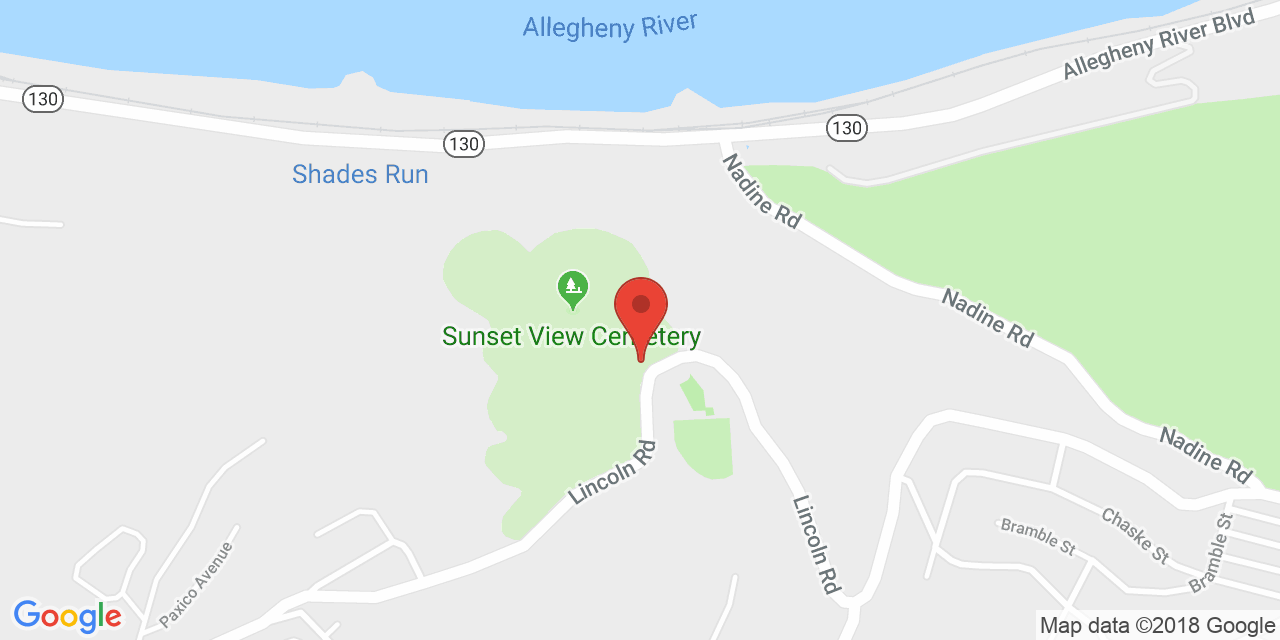 Allegheny River
Allegheny River Blvd
130
130
130
Shades Run
Nadine Rd
Nadine Rd
Sunset View Cemetery
Nadine Rd
Lincoln Rd
Lincoln Rd
Chaske St
Bramble St
Bramble St
Paxico Avenue
Google
Map data ©2018 Google